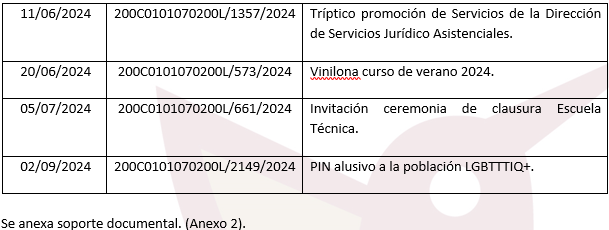 11/06/2024 200C0101070200L/1357/2024 Tríptico promoción de Servicios de la Dirección
de Servicios Jurídico Asistenciales.
20/06/2024 200C0101070200L/573/2024 Vinilona curso de verano 2024.
05/07/2024 200C0101070200L/661/2024 Invitación ceremonia de clausura Escuela
Técnica.
02/09/2024 200C0101070200L/2149/2024 PIN alusivo a la población LGBTTTIQ+.
Se anexa soporte documental. (Anexo 2).